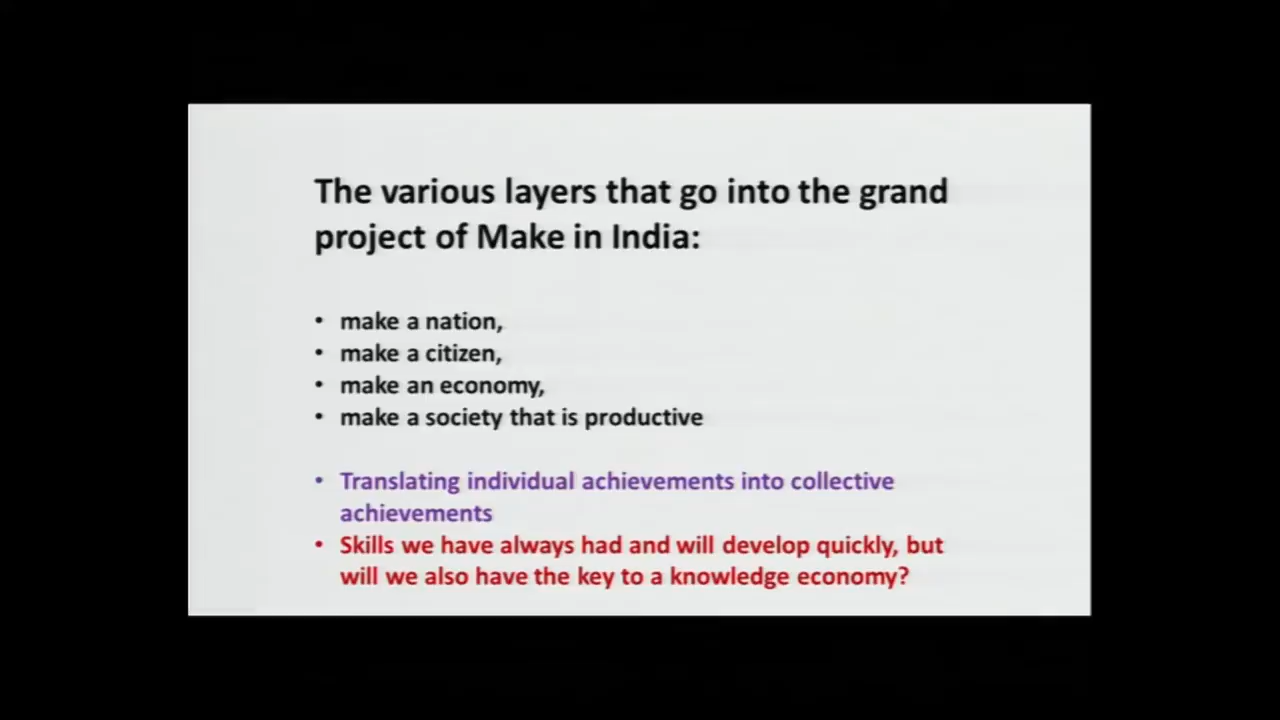 The various layers that go into the grand
project of Make in India:
• make a nation,
• make a citizen,
• make an economy,
• make a society that is productive
• Translating individual achievements into collective
achievements
• Skills we have always had and will develop quickly, but
will we also have the key to a knowledge economy?